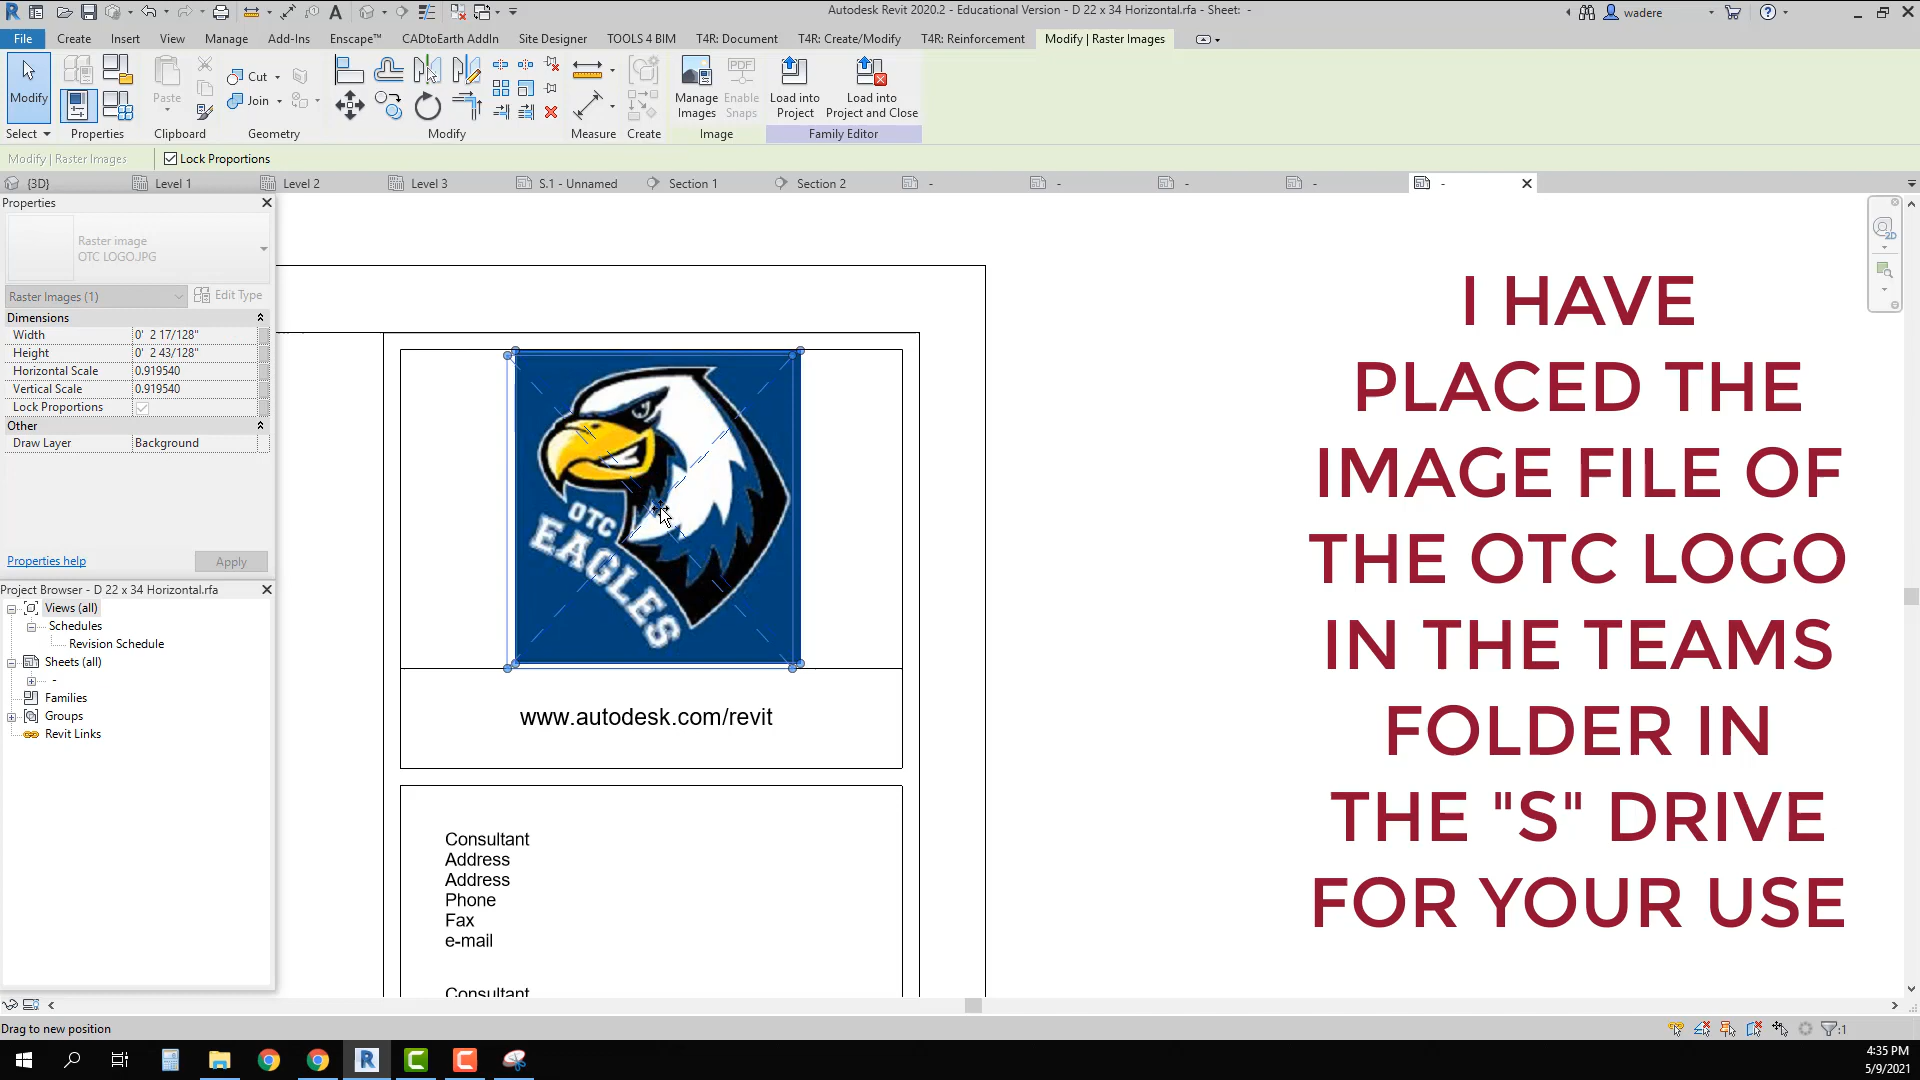 Autodesk Revit 2020.2 - Educational Version - D 22 x 34 Horizontal.rfa - Sheet: -
wadere
File Create Insert View Manage Add-Ins Enscape™ CADtoEarth AddIn Site Designer TOOLS 4 BIM T4R: Document T4R: Create/Modify T4R: Reinforcement Modify | Raster Images
Modify
Paste
Cut
Join
PDF
Manage Images
Enable Snaps
Load into Project
Load into Project and Close
Select Properties Clipboard Geometry Modify Measure Create Image Family Editor
Modify | Raster Images Lock Proportions
{3D} Level 1 Level 2 Level 3 S.1 - Unnamed Section 1 Section 2 - - - - -
Properties
Raster image
OTC LOGO.JPG
Raster Images (1) Edit Type
Dimensions
Width 0' 2 17/128"
Height 0' 2 43/128"
Horizontal Scale 0.919540
Vertical Scale 0.919540
Lock Proportions
Other
Draw Layer Background
Properties help Apply
Project Browser - D 22 x 34 Horizontal.rfa
Views (all)
Schedules
Revision Schedule
Sheets (all)
-
Families
Groups
Revit Links
OTC
EAGLES
www.autodesk.com/revit
Consultant
Address
Address
Phone
Fax
e-mail
Consultant
2D
I HAVE
PLACED THE
IMAGE FILE OF
THE OTC LOGO
IN THE TEAMS
FOLDER IN
THE "S" DRIVE
FOR YOUR USE
Drag to new position
:1
4:35 PM
5/9/2021